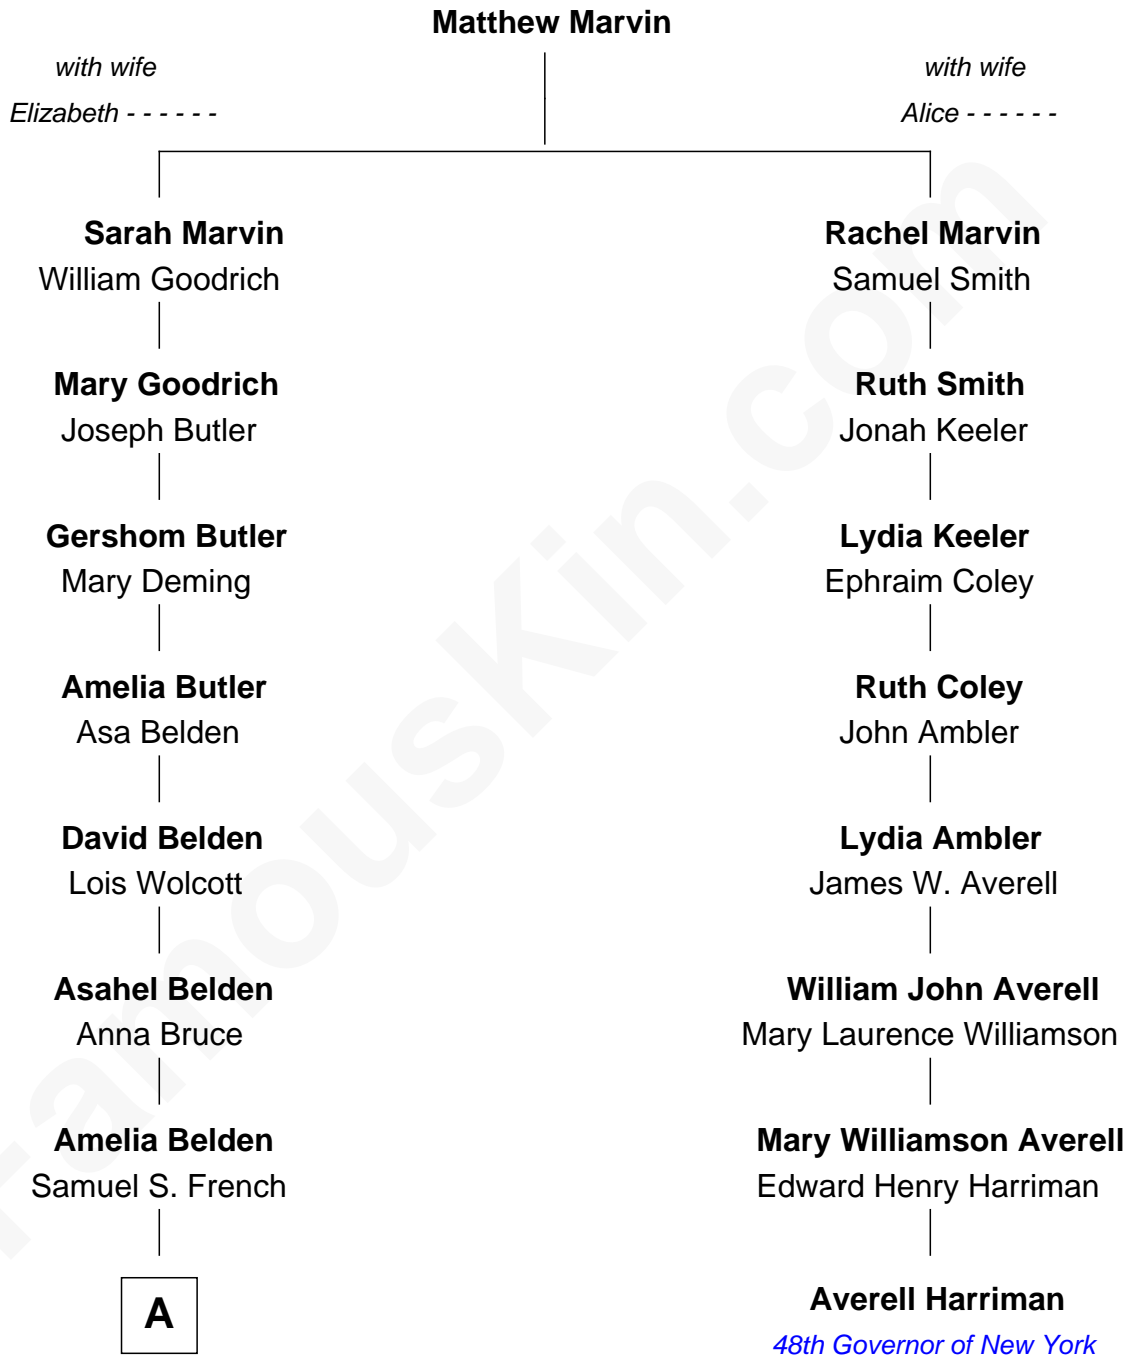 Matthew Marvin
with wife
Elizabeth - - - - - -
with wife
Alice - - - - - -
Sarah Marvin
William Goodrich
Rachel Marvin
Samuel Smith
Mary Goodrich
Joseph Butler
Ruth Smith
Jonah Keeler
Gershom Butler
Mary Deming
Lydia Keeler
Ephraim Coley
Amelia Butler
Asa Belden
Ruth Coley
John Ambler
David Belden
Lois Wolcott
Lydia Ambler
James W. Averell
Asahel Belden
Anna Bruce
William John Averell
Mary Laurence Williamson
Amelia Belden
Samuel S. French
Mary Williamson Averell
Edward Henry Harriman
A
Averell Harriman
48th Governor of New York
FamousKin.com